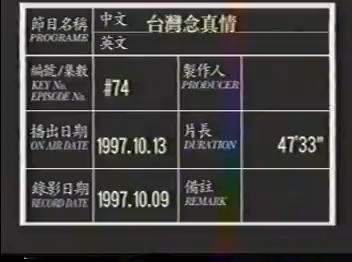 節目名稱 中文 台灣念真情
PROGRAME 英文
編號/集數 #74 製作人
KEY No. PRODUCER
EPISODE No.
播出日期 1997.10.13 片長 47'33"
ON AIR DATE DURATION
錄影日期 1997.10.09 備註
RECORD DATE REMARK